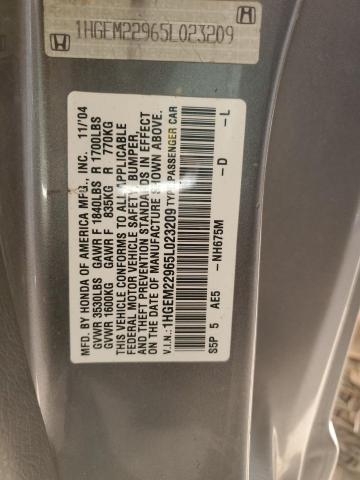 1HGEM22965L023209
MFD. BY HONDA OF AMERICA MFG., INC. 11/'04
GVWR 3530LBS GAWR F 1840LBS R 1700LBS
GVWR 1600KG GAWR F 835KG R 770KG
THIS VEHICLE CONFORMS TO ALL APPLICABLE
FEDERAL MOTOR VEHICLE SAFETY, BUMPER,
AND THEFT PREVENTION STANDARDS IN EFFECT
ON THE DATE OF MANUFACTURE SHOWN ABOVE.
V.I.N.:1HGEM22965L023209 TYPE:PASSENGER CAR
S5P 5 AE5 -NH675M -D -L